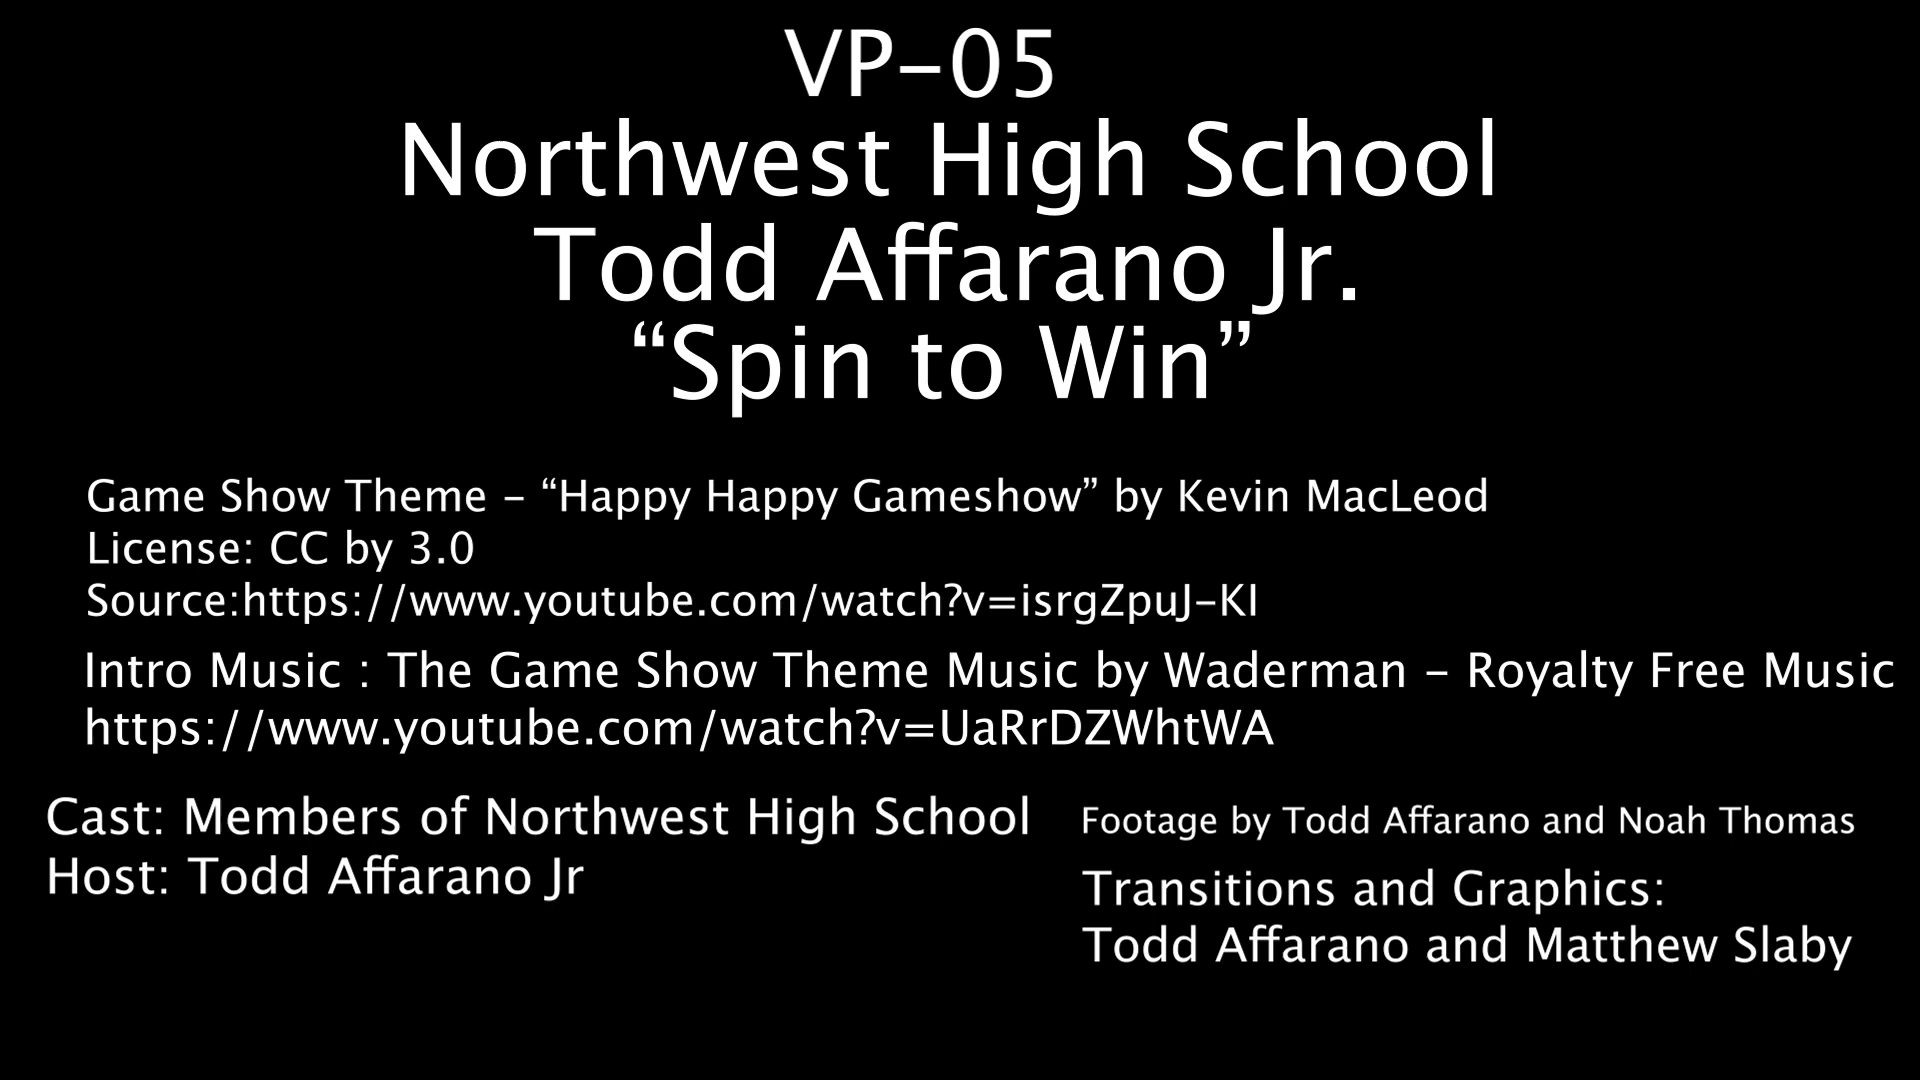 VP-05
Northwest High School
Todd Affarano Jr.
“Spin to Win”
Game Show Theme - “Happy Happy Gameshow” by Kevin MacLeod
License: CC by 3.0
Source:https://www.youtube.com/watch?v=isrgZpuJ-KI
Intro Music : The Game Show Theme Music by Waderman - Royalty Free Music
https://www.youtube.com/watch?v=UaRrDZWhtWA
Cast: Members of Northwest High School
Host: Todd Affarano Jr
Footage by Todd Affarano and Noah Thomas
Transitions and Graphics:
Todd Affarano and Matthew Slaby